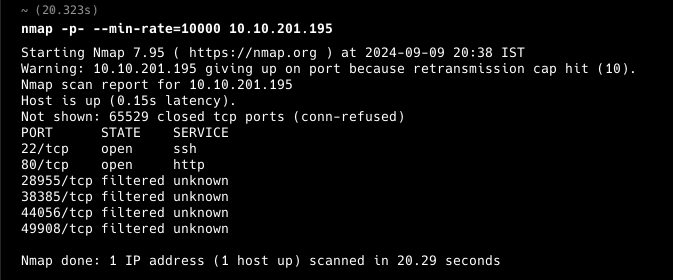 ~ (20.323s)
nmap -p- --min-rate=10000 10.10.201.195
Starting Nmap 7.95 ( https://nmap.org ) at 2024-09-09 20:38 IST
Warning: 10.10.201.195 giving up on port because retransmission cap hit (10).
Nmap scan report for 10.10.201.195
Host is up (0.15s latency).
Not shown: 65529 closed tcp ports (conn-refused)
PORT      STATE    SERVICE
22/tcp    open     ssh
80/tcp    open     http
28955/tcp filtered unknown
38385/tcp filtered unknown
44056/tcp filtered unknown
49908/tcp filtered unknown
Nmap done: 1 IP address (1 host up) scanned in 20.29 seconds